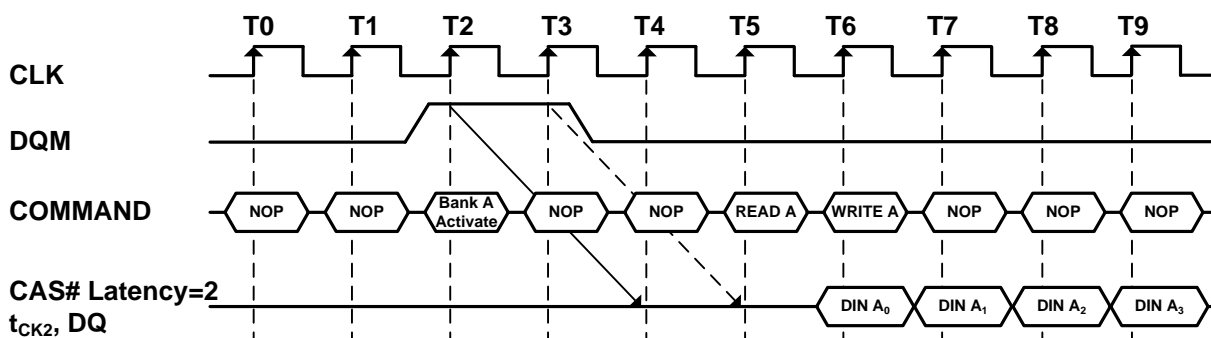 T0 T1 T2 T3 T4 T5 T6 T7 T8 T9
CLK
DQM
COMMAND NOP NOP Bank A Activate NOP NOP READ A WRITE A NOP NOP NOP
CAS# Latency=2
tCK2, DQ DIN A0 DIN A1 DIN A2 DIN A3